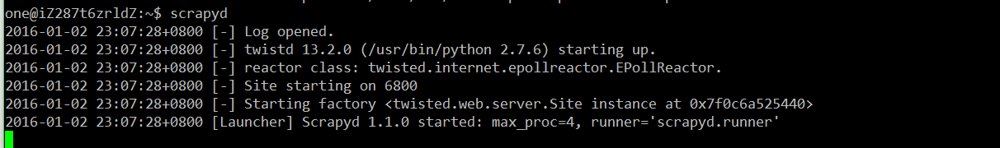 one@iZ287t6zrldZ:~$ scrapyd
2016-01-02 23:07:28+0800 [-] Log opened.
2016-01-02 23:07:28+0800 [-] twistd 13.2.0 (/usr/bin/python 2.7.6) starting up.
2016-01-02 23:07:28+0800 [-] reactor class: twisted.internet.epollreactor.EPollReactor.
2016-01-02 23:07:28+0800 [-] Site starting on 6800
2016-01-02 23:07:28+0800 [-] Starting factory <twisted.web.server.Site instance at 0x7f0c6a525440>
2016-01-02 23:07:28+0800 [Launcher] Scrapyd 1.1.0 started: max_proc=4, runner='scrapyd.runner'